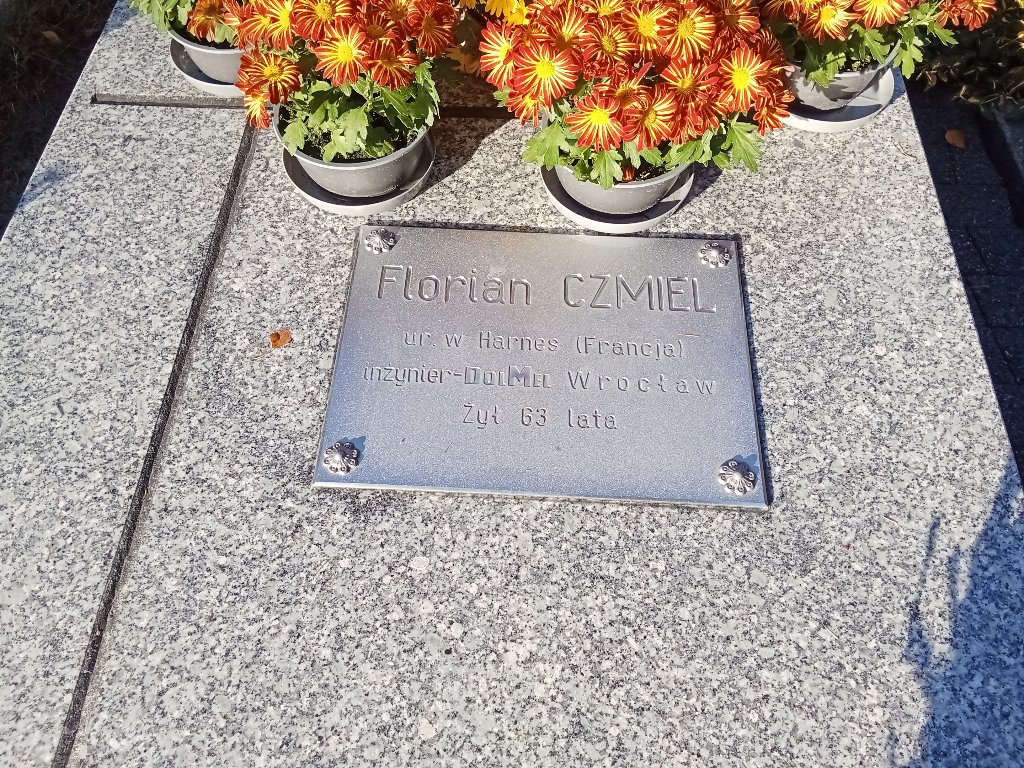 Florian CZMIEL
ur. w Harnes (Francja)
inżynier-DOLMEL Wrocław
Żył 63 lata